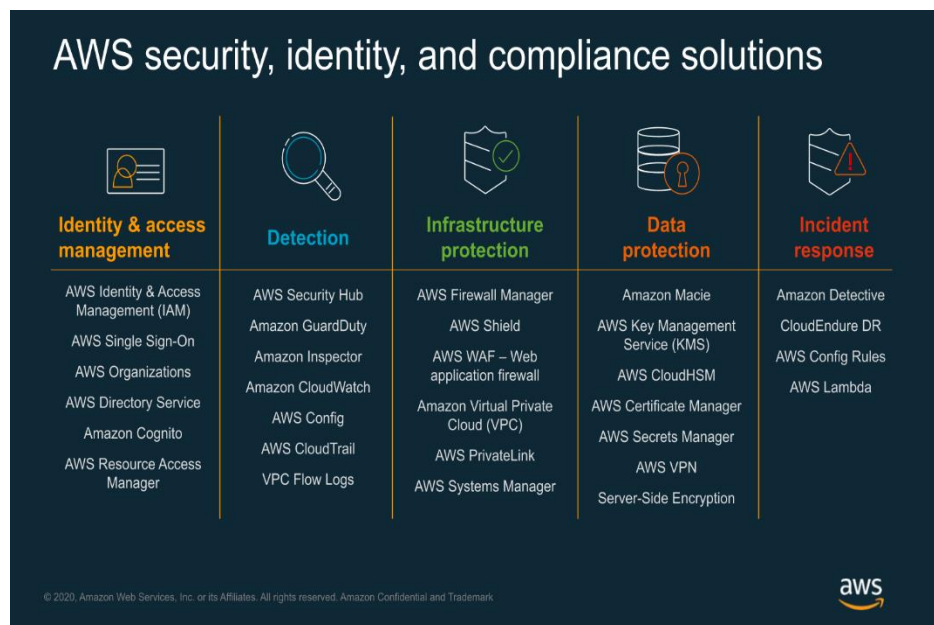 AWS security, identity, and compliance solutions
Identity & access
management
AWS Identity & Access
Management (IAM)
AWS Single Sign-On
AWS Organizations
AWS Directory Service
Amazon Cognito
AWS Resource Access
Manager
Detection
AWS Security Hub
Amazon GuardDuty
Amazon Inspector
Amazon CloudWatch
AWS Config
AWS CloudTrail
VPC Flow Logs
Infrastructure
protection
AWS Firewall Manager
AWS Shield
AWS WAF – Web
application firewall
Amazon Virtual Private
Cloud (VPC)
AWS PrivateLink
AWS Systems Manager
Data
protection
Amazon Macie
AWS Key Management
Service (KMS)
AWS CloudHSM
AWS Certificate Manager
AWS Secrets Manager
AWS VPN
Server-Side Encryption
Incident
response
Amazon Detective
CloudEndure DR
AWS Config Rules
AWS Lambda
© 2020, Amazon Web Services, Inc. or its Affiliates. All rights reserved. Amazon Confidential and Trademark
aws